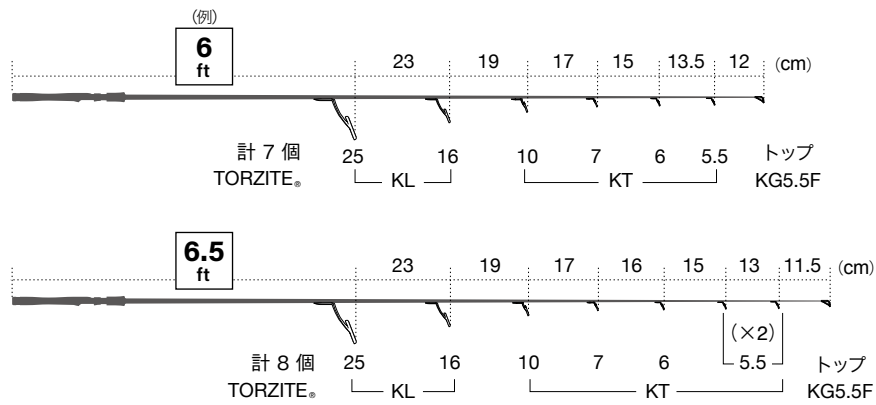 (例)
6
ft
23 19 17 15 13.5 12 (cm)
計 7 個 25 16 10 7 6 5.5 トップ
TORZITE® KL KT KG5.5F
6.5
ft
23 19 17 16 15 13 11.5 (cm)
(×2)
計 8 個 25 16 10 7 6 5.5 トップ
TORZITE® KL KT KG5.5F